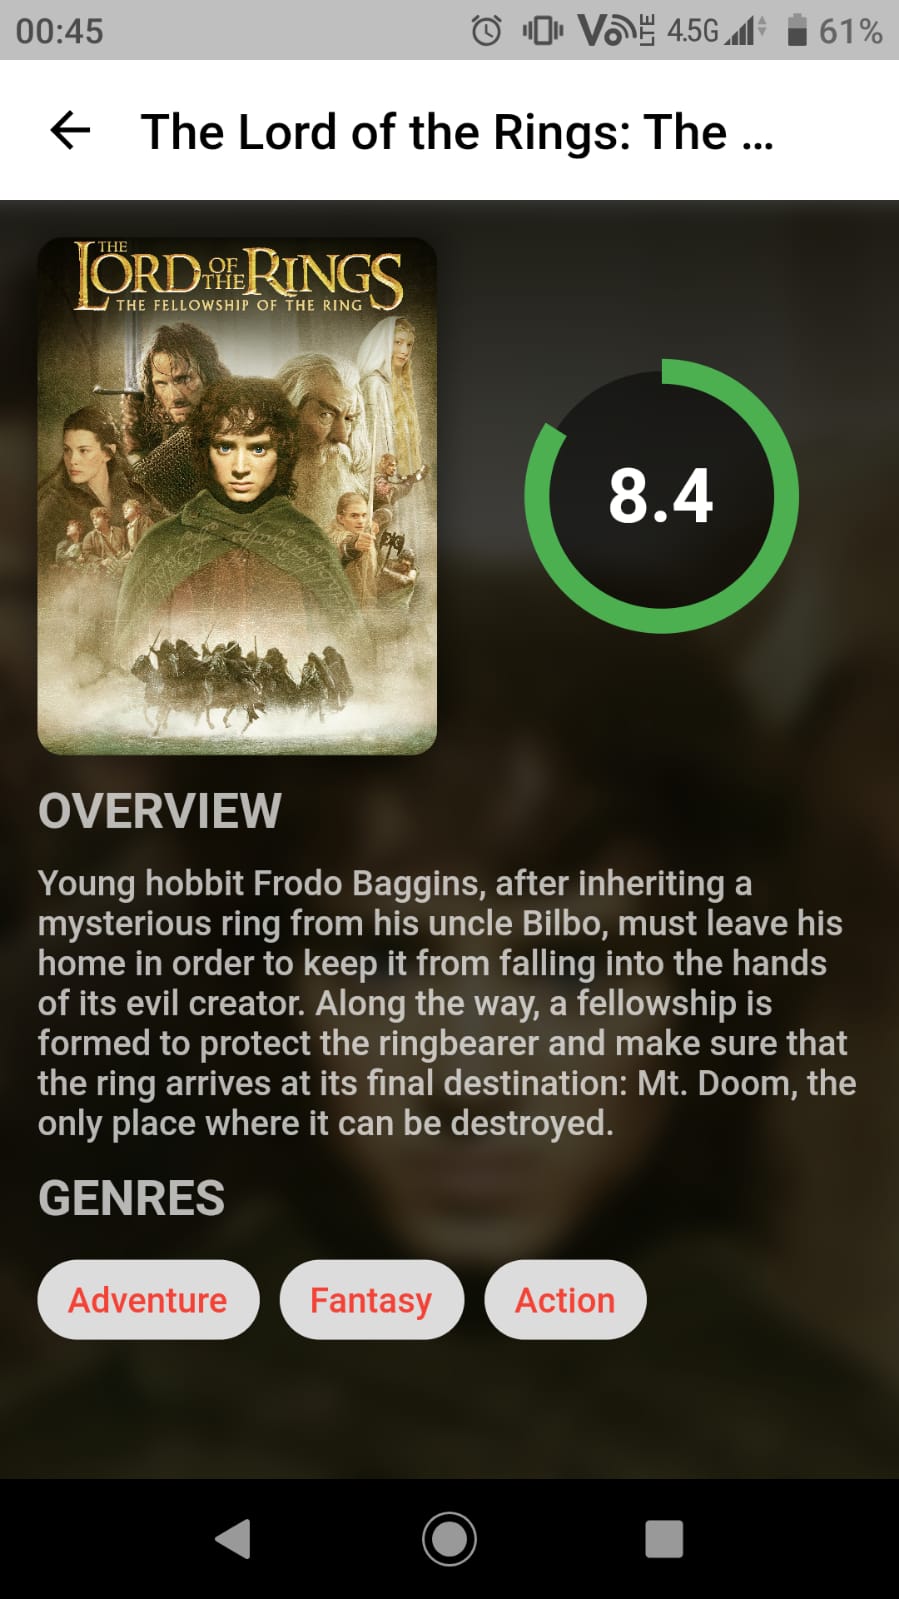 00:45
Vo LTE 4.5G 61%
The Lord of the Rings: The ...
THE
LORD OF THE RINGS
THE FELLOWSHIP OF THE RING
8.4
OVERVIEW
Young hobbit Frodo Baggins, after inheriting a
mysterious ring from his uncle Bilbo, must leave his
home in order to keep it from falling into the hands
of its evil creator. Along the way, a fellowship is
formed to protect the ringbearer and make sure that
the ring arrives at its final destination: Mt. Doom, the
only place where it can be destroyed.
GENRES
Adventure
Fantasy
Action